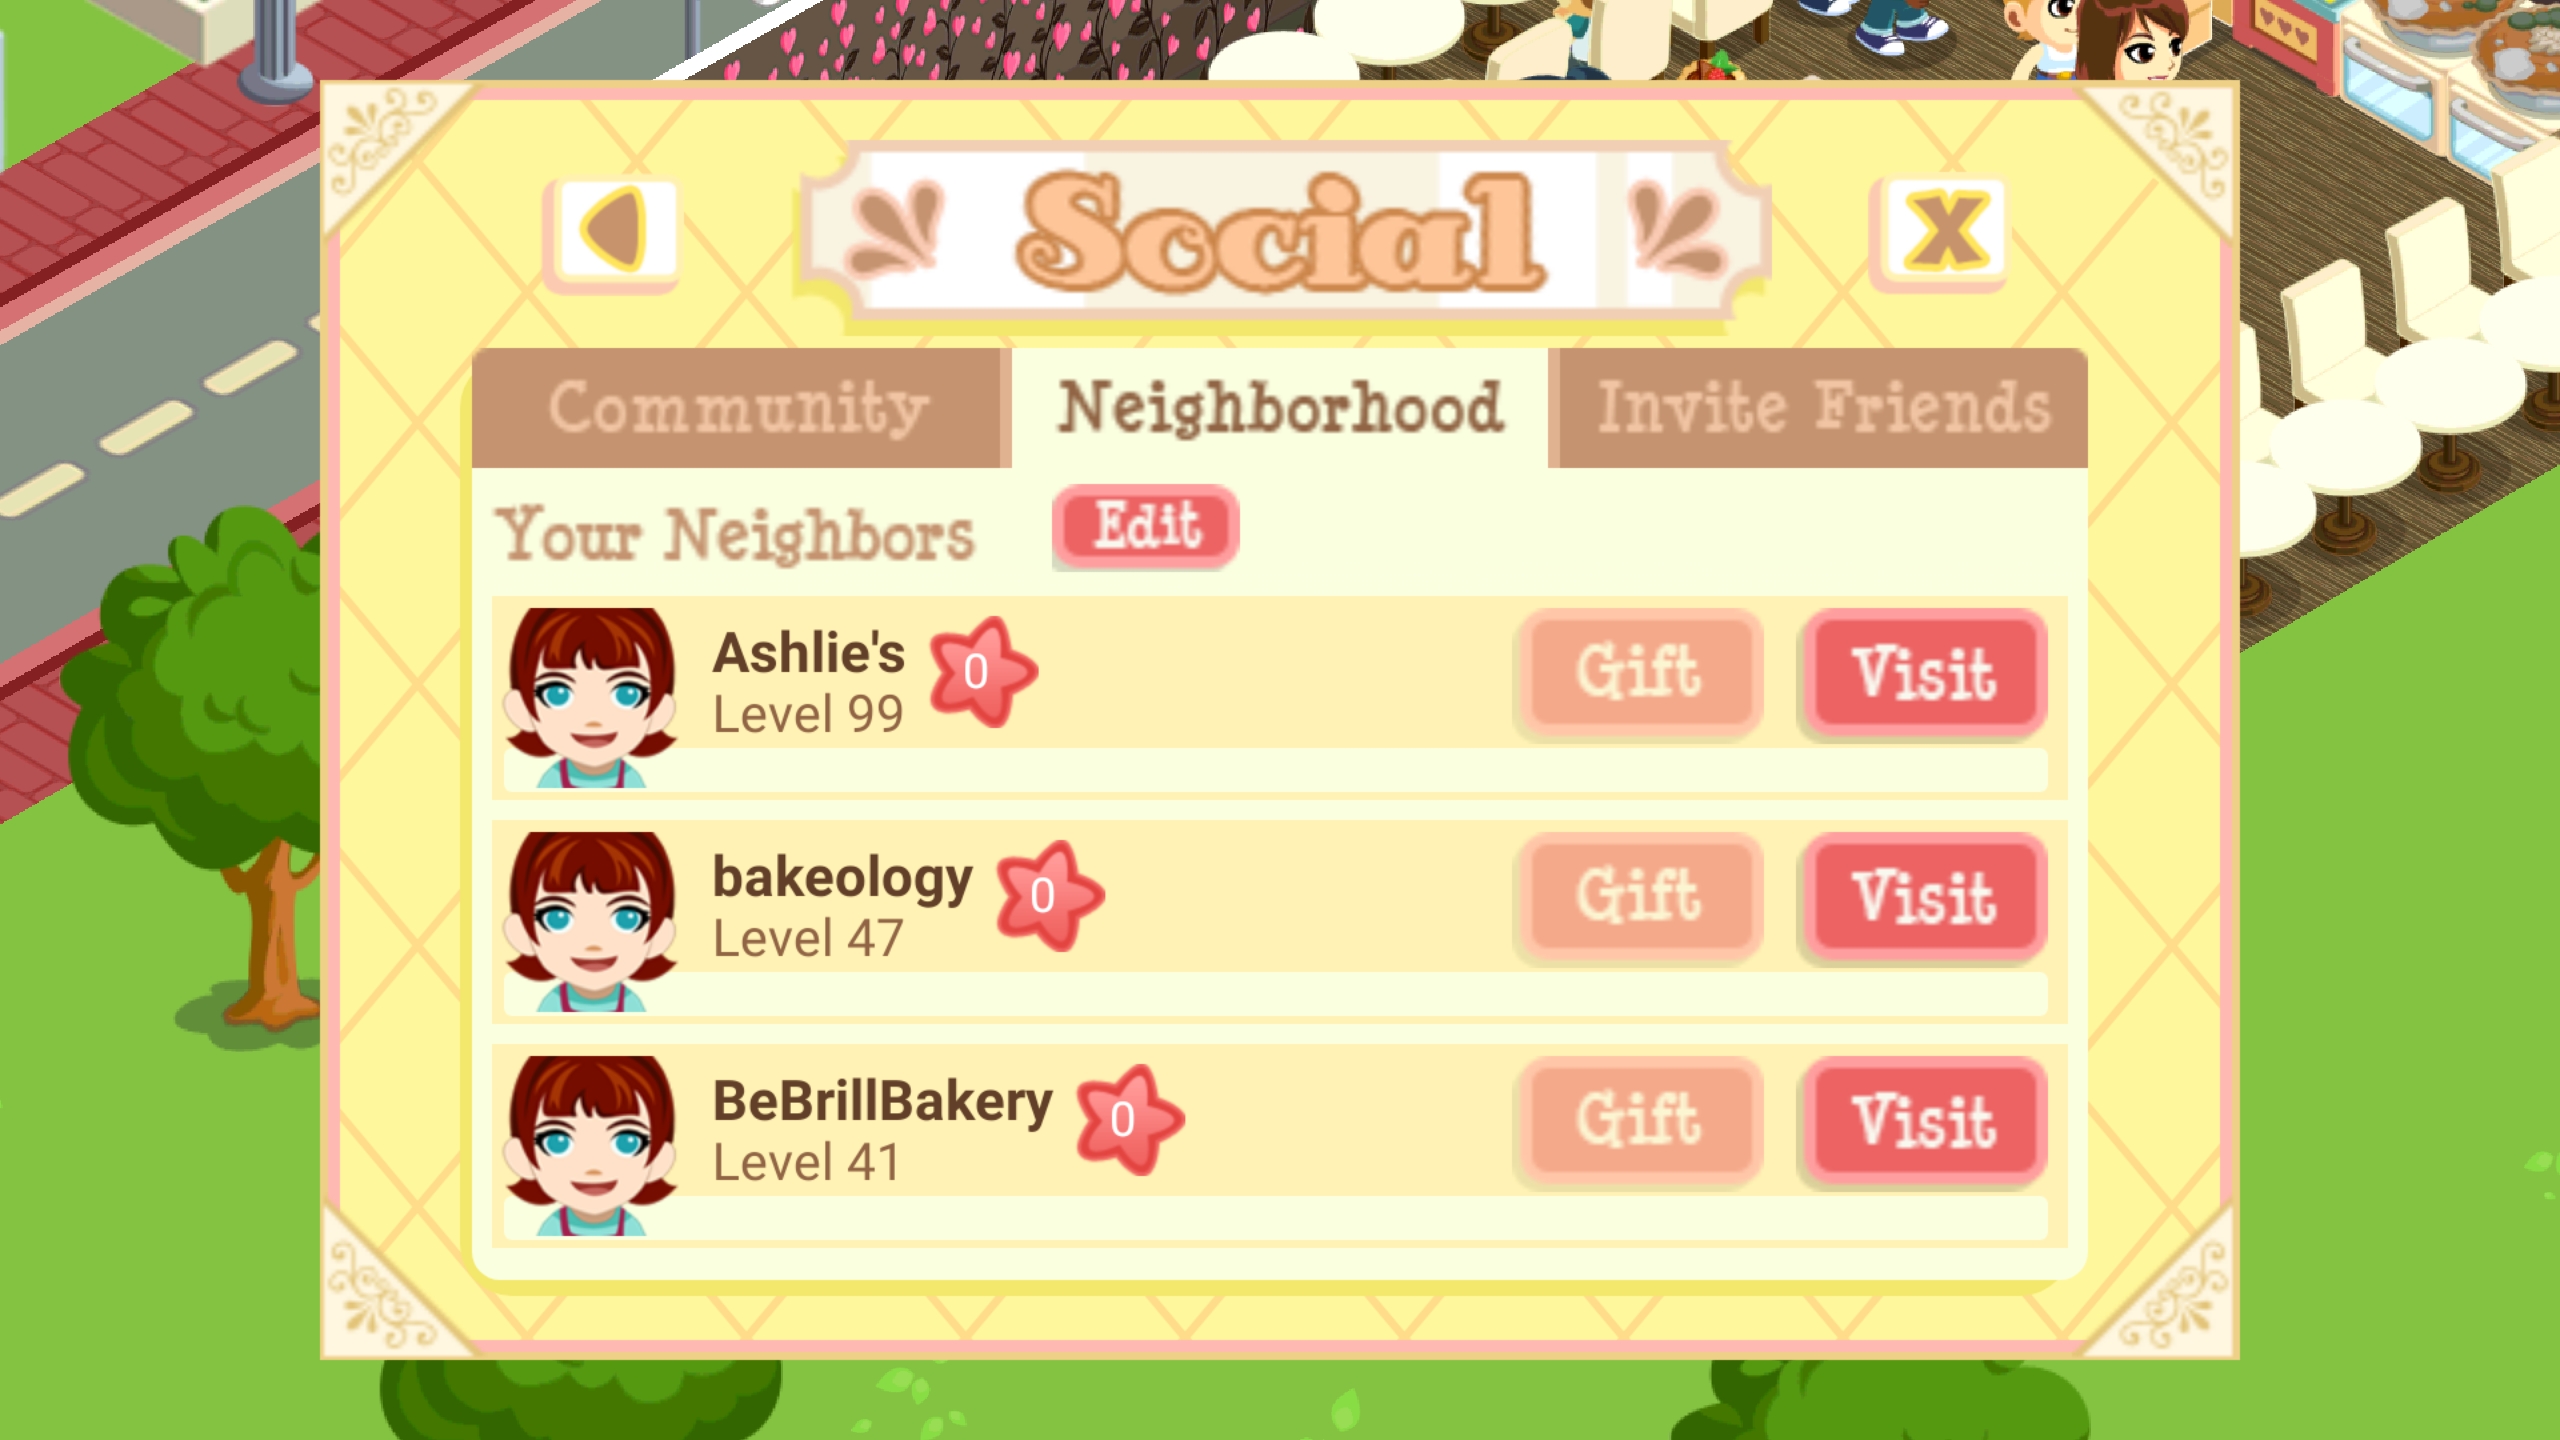 Social
Community
Neighborhood
Invite Friends
Your Neighbors
Edit
Ashlie's
0
Level 99
Gift
Visit
bakeology
0
Level 47
Gift
Visit
BeBrillBakery
0
Level 41
Gift
Visit